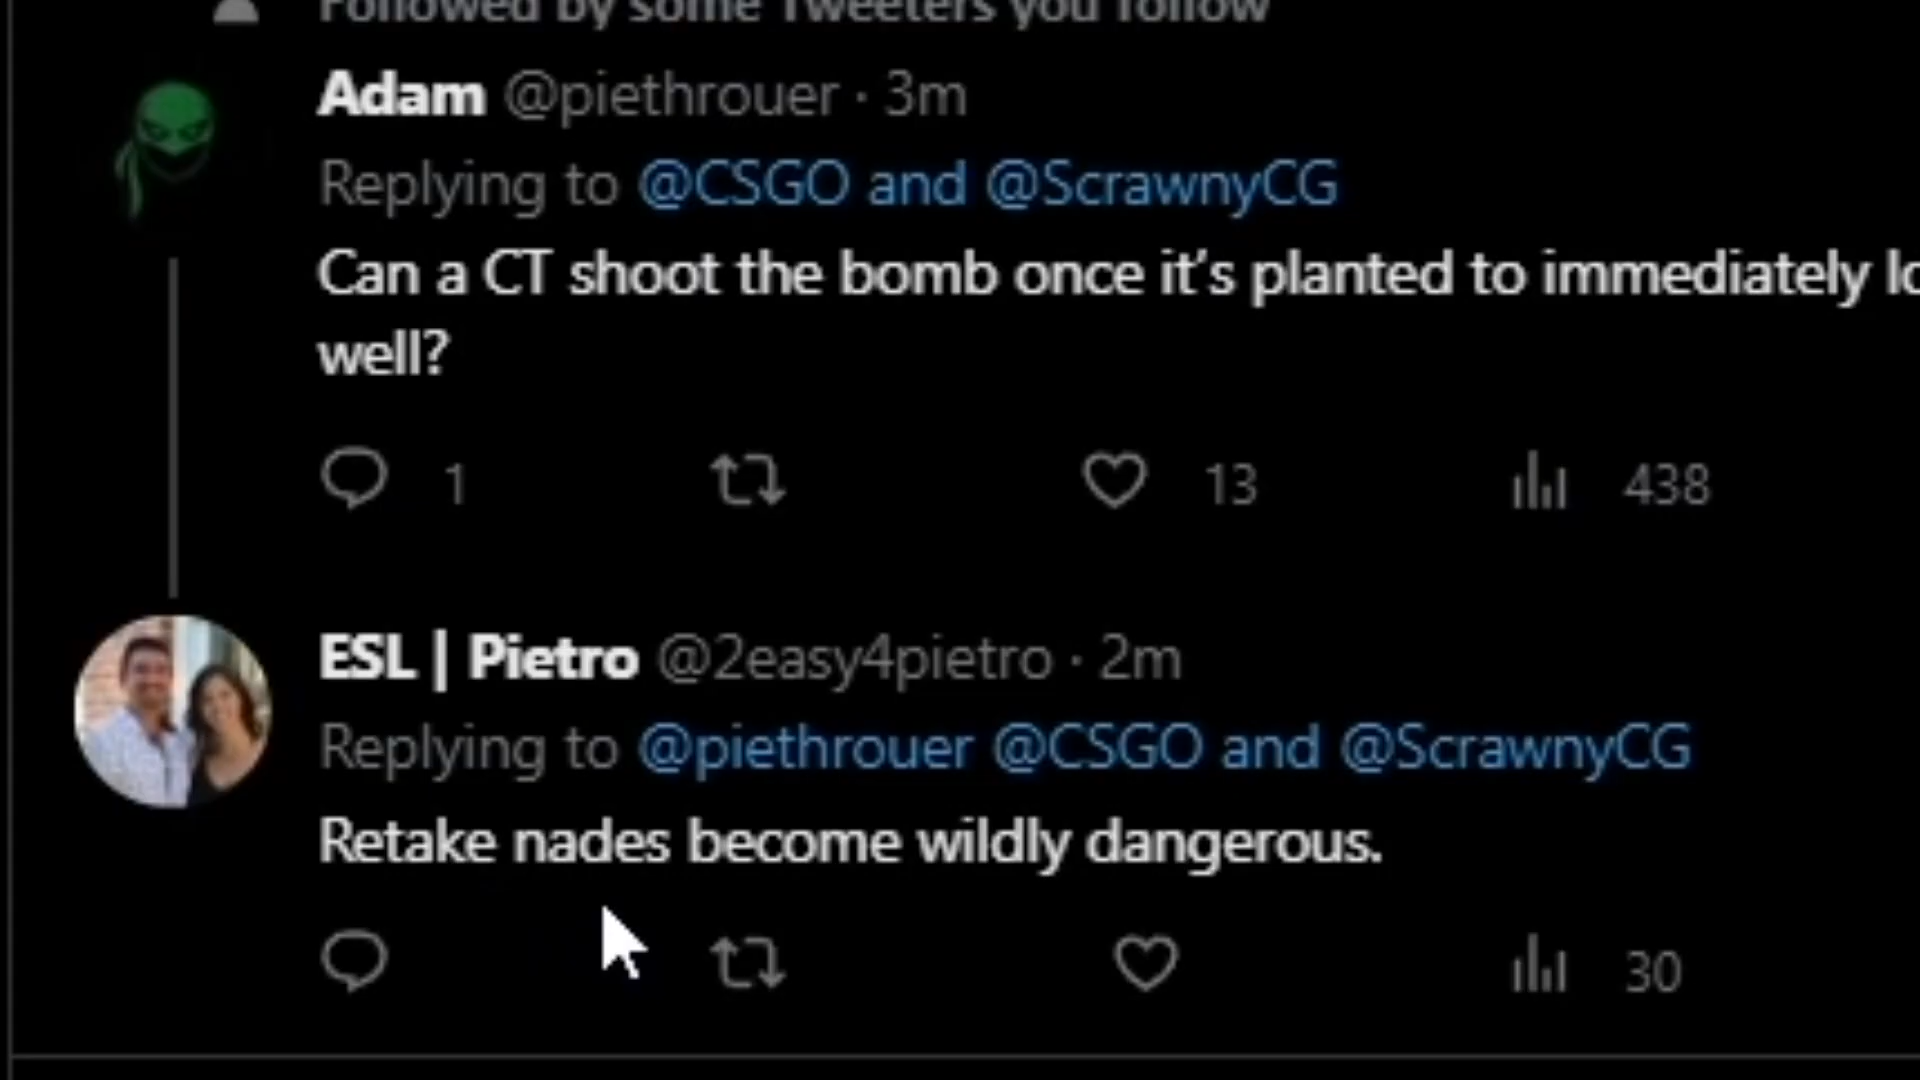 Followed by some Tweeters you follow
Adam @piethrouer · 3m
Replying to @CSGO and @ScrawnyCG
Can a CT shoot the bomb once it's planted to immediately
well?
1 13 438
ESL | Pietro @2easy4pietro · 2m
Replying to @piethrouer @CSGO and @ScrawnyCG
Retake nades become wildly dangerous.
30